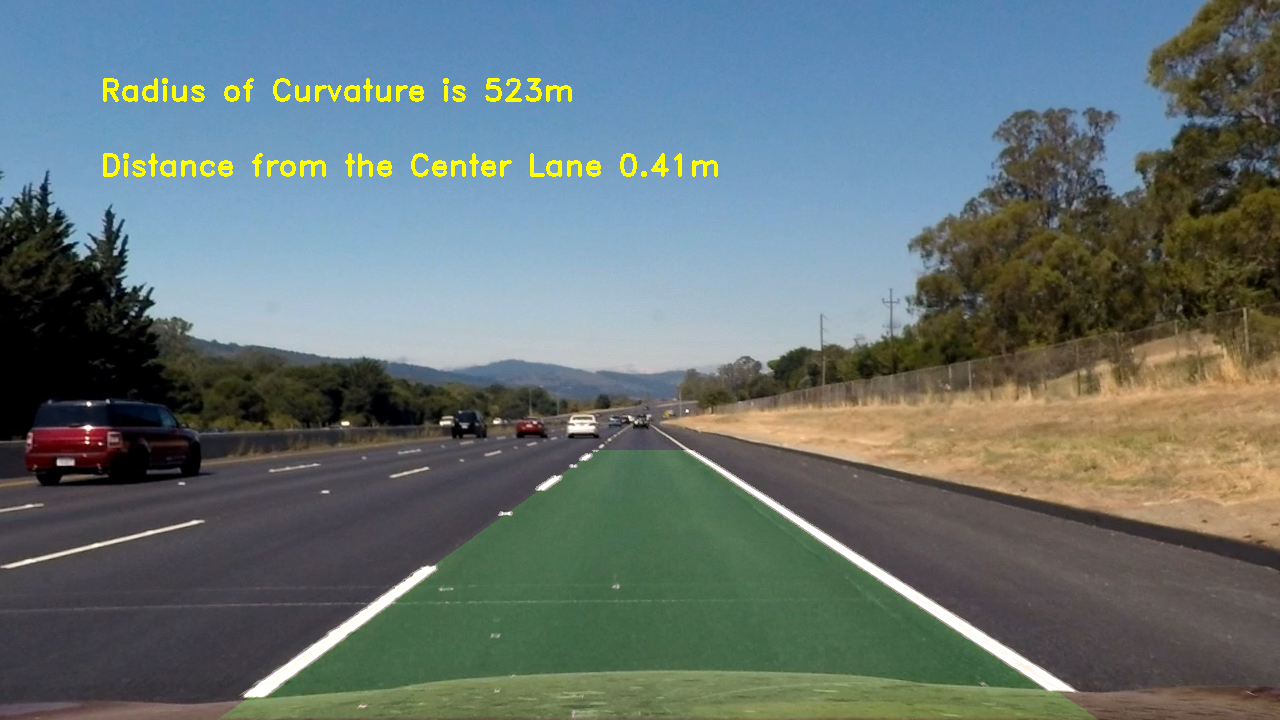 Radius of Curvature is 523m
Distance from the Center Lane 0.41m